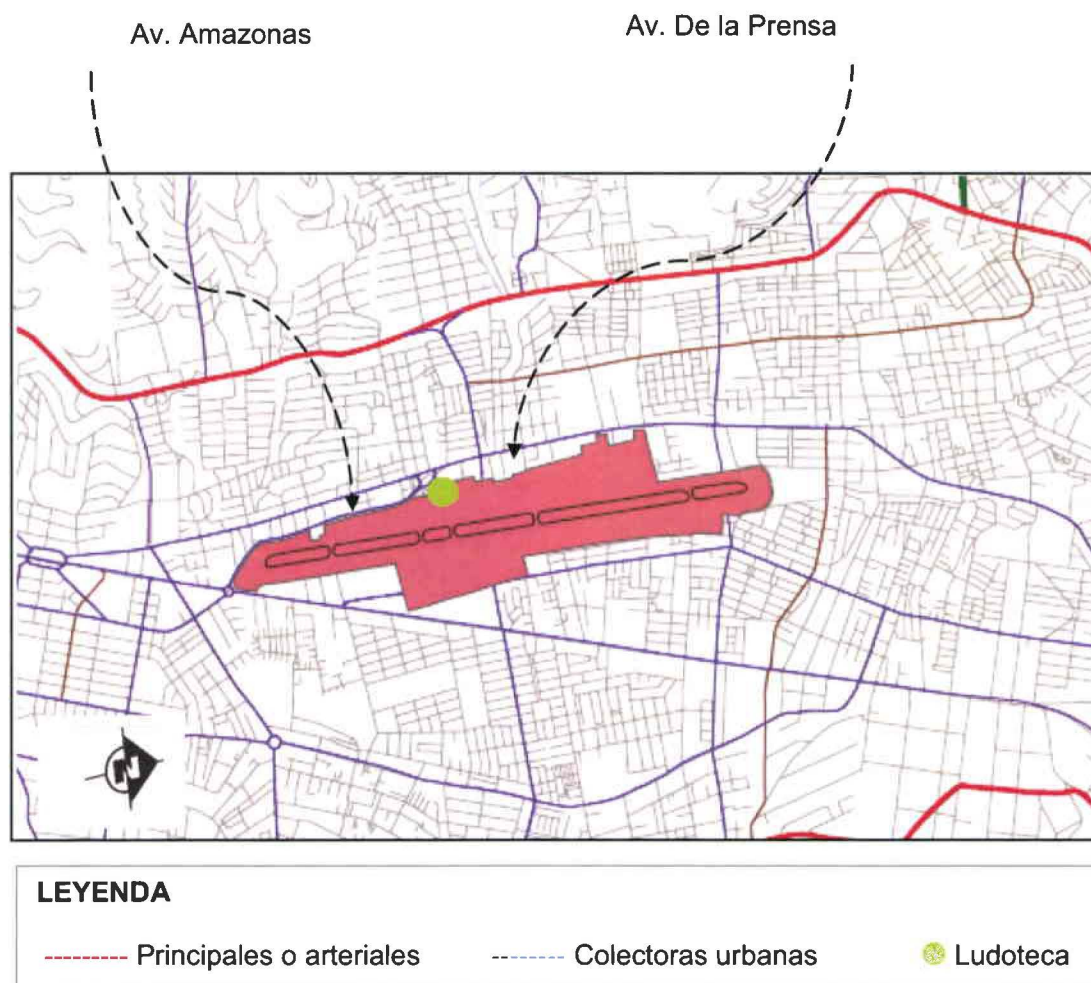 Av. Amazonas
Av. De la Prensa
N
LEYENDA
Principales o arteriales
Colectoras urbanas
Ludoteca